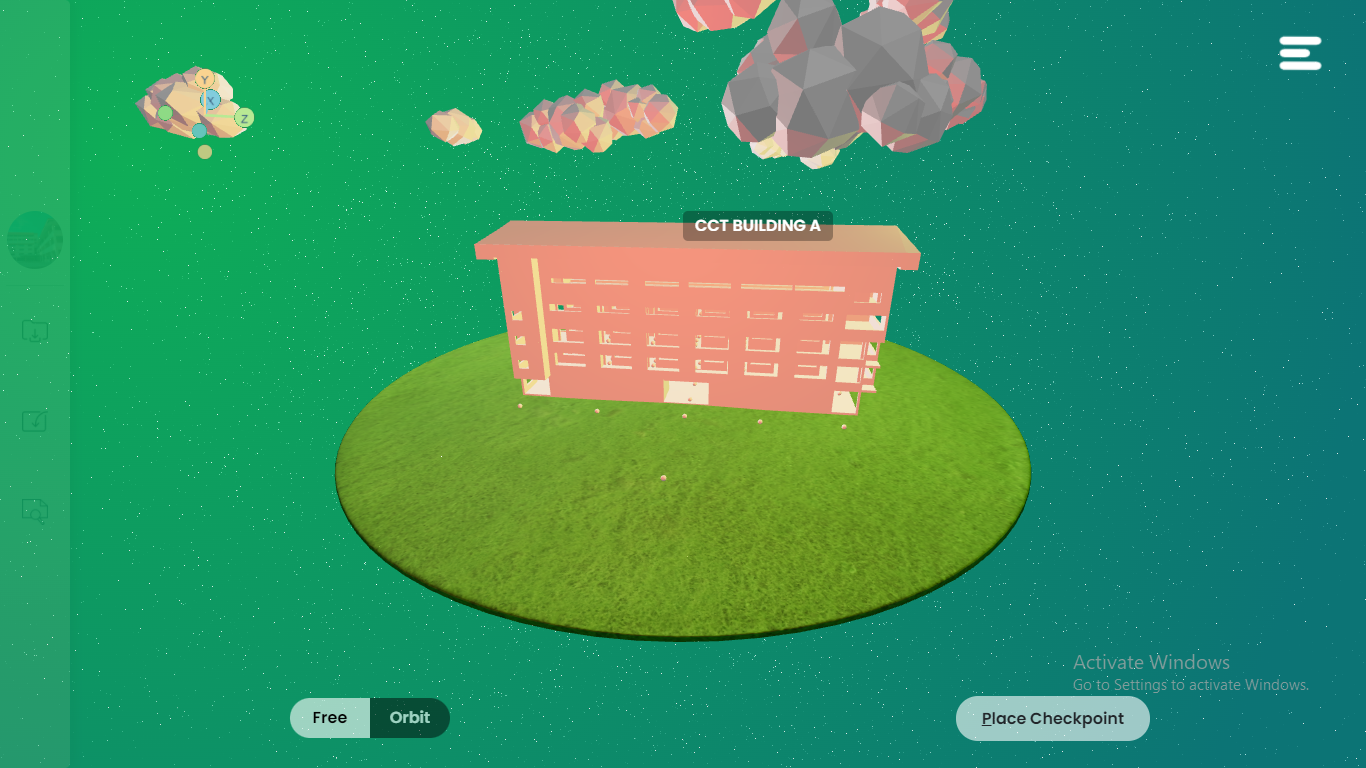 Y
X
Z
CCT BUILDING A
Activate Windows
Go to Settings to activate Windows.
Free
Orbit
Place Checkpoint